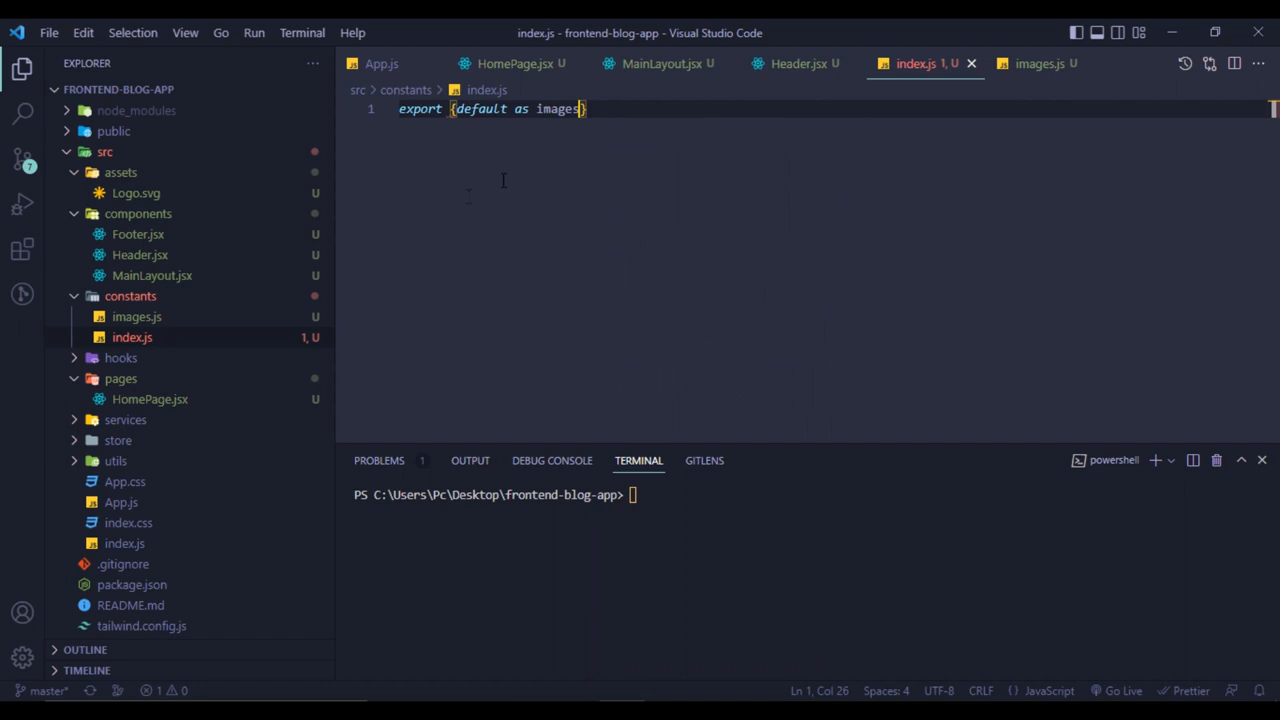 File Edit Selection View Go Run Terminal Help
index.js - frontend-blog-app - Visual Studio Code
EXPLORER
App.js
HomePage.jsx U
MainLayout.jsx U
Header.jsx U
index.js 1, U
images.js U
FRONTEND-BLOG-APP
src constants index.js
node_modules
1 export {default as images}
public
src
assets
Logo.svg U
7
components
Footer.jsx U
Header.jsx U
MainLayout.jsx U
constants
images.js U
index.js 1, U
hooks
pages
HomePage.jsx U
services
store
utils
App.css
App.js
index.css
index.js
.gitignore
package.json
README.md
tailwind.config.js
OUTLINE
TIMELINE
PROBLEMS 1 OUTPUT DEBUG CONSOLE TERMINAL GITLENS
powershell
PS C:\Users\Pc\Desktop\frontend-blog-app>
master* 1 0
Ln 1, Col 26 Spaces: 4 UTF-8 CRLF {} JavaScript Go Live Prettier